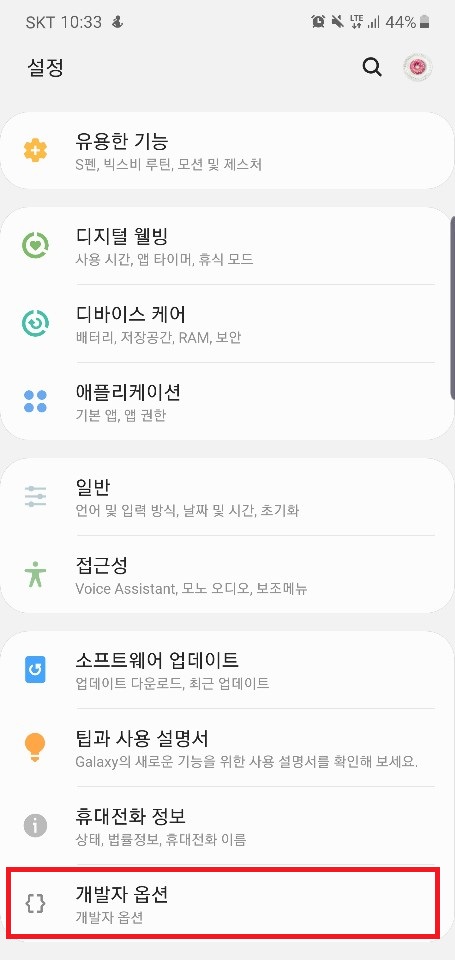 SKT 10:33 LTE 44%
설정
유용한 기능
S펜, 빅스비 루틴, 모션 및 제스처
디지털 웰빙
사용 시간, 앱 타이머, 휴식 모드
디바이스 케어
배터리, 저장공간, RAM, 보안
애플리케이션
기본 앱, 앱 권한
일반
언어 및 입력 방식, 날짜 및 시간, 초기화
접근성
Voice Assistant, 모노 오디오, 보조메뉴
소프트웨어 업데이트
업데이트 다운로드, 최근 업데이트
팁과 사용 설명서
Galaxy의 새로운 기능을 위한 사용 설명서를 확인해 보세요.
휴대전화 정보
상태, 법률정보, 휴대전화 이름
개발자 옵션
개발자 옵션